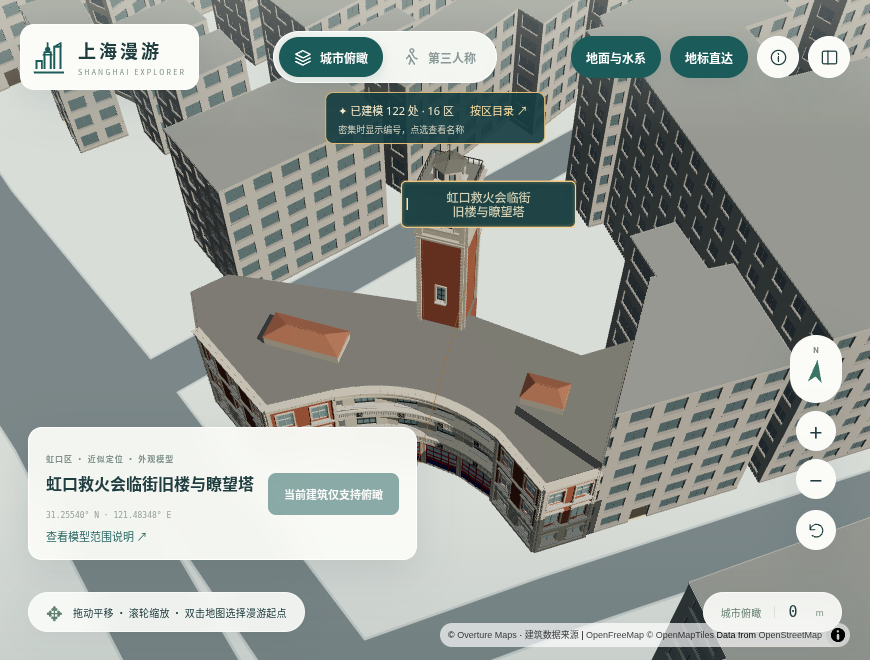 上海漫游
SHANGHAI EXPLORER
城市俯瞰
第三人称
地面与水系
地标直达
✦ 已建模 122 处 · 16 区 按区目录 ↗
密集时显示编号，点选查看名称
虹口救火会临街
旧楼与瞭望塔
N
虹口区 · 近似定位 · 外观模型
虹口救火会临街旧楼与瞭望塔
当前建筑仅支持俯瞰
31.25540° N · 121.48348° E
查看模型范围说明 ↗
拖动平移 · 滚轮缩放 · 双击地图选择漫游起点
城市俯瞰 0 m
© Overture Maps · 建筑数据来源 | OpenFreeMap © OpenMapTiles Data from OpenStreetMap